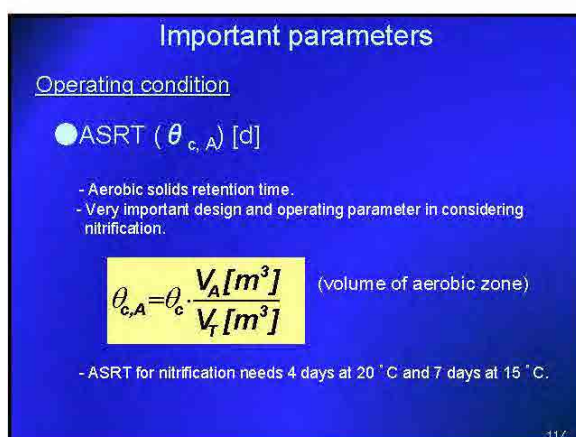 Important parameters
Operating condition
●ASRT ( θ c, A) [d]
- Aerobic solids retention time.
- Very important design and operating parameter in considering
nitrification.
θc,A=θc·VA[m³]/VT[m³] (volume of aerobic zone)
- ASRT for nitrification needs 4 days at 20 ˚C and 7 days at 15 ˚C.